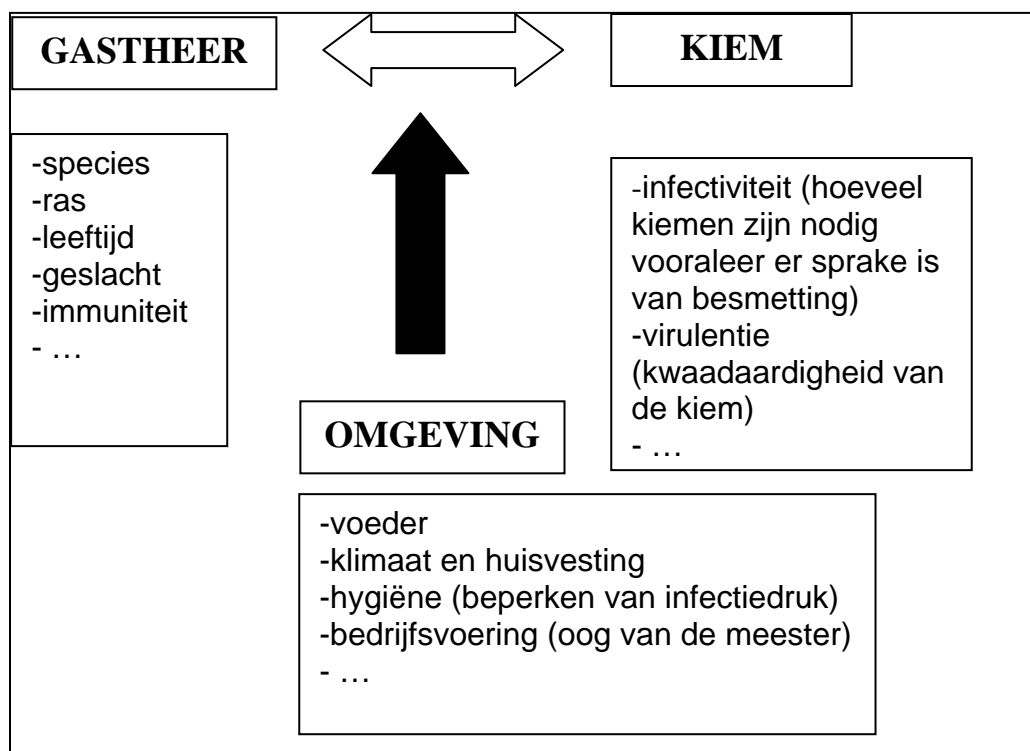 GASTHEER
KIEM
-species
-ras
-leeftijd
-geslacht
-immuniteit
- …
-infectiviteit (hoeveel
kiemen zijn nodig
vooraleer er sprake is
van besmetting)
-virulentie
(kwaadaardigheid van
de kiem)
- …
OMGEVING
-voeder
-klimaat en huisvesting
-hygiëne (beperken van infectiedruk)
-bedrijfsvoering (oog van de meester)
- …